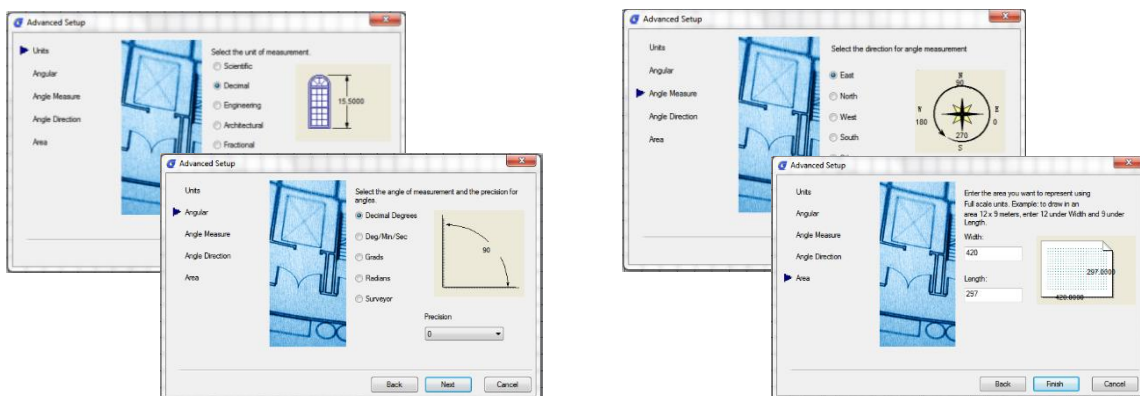 Advanced Setup
Units
Angular
Angle Measure
Angle Direction
Area
Select the unit of measurement.
Scientific
Decimal
Engineering
Architectural
Fractional
15.5000
Advanced Setup
Units
Angular
Angle Measure
Angle Direction
Area
Select the angle of measurement and the precision for
angles.
Decimal Degrees
Deg/Min/Sec
Grads
Radians
Surveyor
90
Precision
0
Back
Next
Cancel
Advanced Setup
Units
Angular
Angle Measure
Angle Direction
Area
Select the direction for angle measurement
East
North
West
South
N
90
W
180
E
0
270
S
Advanced Setup
Units
Angular
Angle Measure
Angle Direction
Area
Enter the area you want to represent using
Full scale units. Example: to draw in an
area 12 x 9 meters, enter 12 under Width and 9 under
Length.
Width:
420
Length:
297
297.0000
420.0000
Back
Finish
Cancel